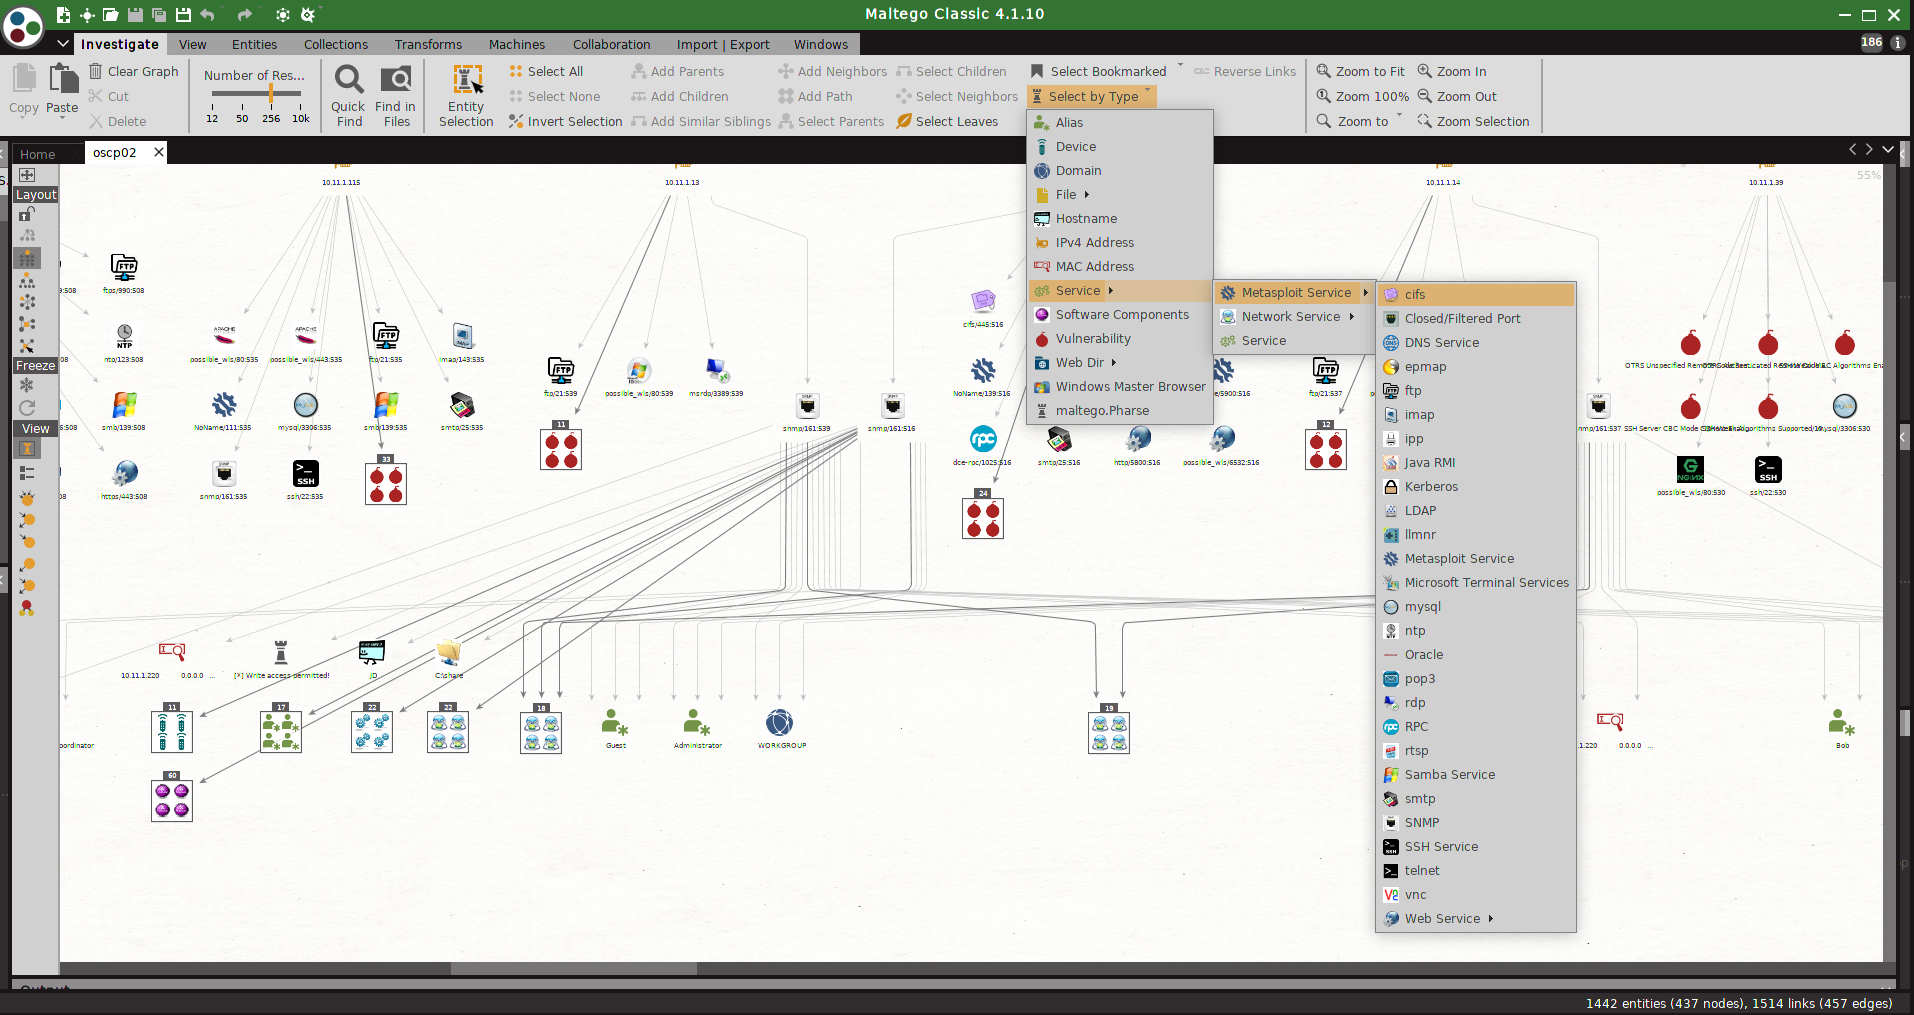 Maltego Classic 4.1.10
Investigate View Entities Collections Transforms Machines Collaboration Import | Export Windows
186
Copy
Paste
Clear Graph
Cut
Delete
Number of Res...
12 50 256 10k
Quick Find
Find in Files
Entity Selection
Select All
Select None
Invert Selection
Add Parents
Add Children
Add Similar Siblings
Add Neighbors
Add Path
Select Parents
Select Children
Select Neighbors
Select Leaves
Select Bookmarked
Select by Type
Reverse Links
Zoom to Fit
Zoom 100%
Zoom to
Zoom In
Zoom Out
Zoom Selection
Home
oscp02
Layout
Freeze
View
55%
10.11.1.115
10.11.1.13
10.11.1.14
10.11.1.39
Alias
Device
Domain
File
Hostname
IPv4 Address
MAC Address
Service
Software Components
Vulnerability
Web Dir
Windows Master Browser
maltego.Pharse
Metasploit Service
Network Service
Service
cifs
Closed/Filtered Port
DNS Service
epmap
ftp
imap
ipp
Java RMI
Kerberos
LDAP
llmnr
Metasploit Service
Microsoft Terminal Services
mysql
ntp
Oracle
pop3
rdp
RPC
rtsp
Samba Service
smtp
SNMP
SSH Service
telnet
vnc
Web Service
ftps/990:508
ntp/123:508
possible_wls/80:535
possible_wls/443:535
ftp/21:535
imap/143:535
smb/139:508
NoName/111:535
mysql/3306:535
smb/139:535
smtp/25:535
https/443:508
snmp/161:535
ssh/22:535
33
ftp/21:539
possible_wls/80:539
msrdp/3389:539
11
snmp/161:539
snmp/161:516
cifs/445:516
NoName/139:516
dce-rpc/1025:516
smtp/25:516
http/5800:516
possible_wls/6532:516
24
ftp/21:537
12
possible_wls/80:530
ssh/22:530
10.11.1.220 0.0.0.0 ...
[X] Write access permitted!
JD
C:\share
11
17
22
22
18
19
60
Guest
Administrator
WORKGROUP
Bob
1442 entities (437 nodes), 1514 links (457 edges)